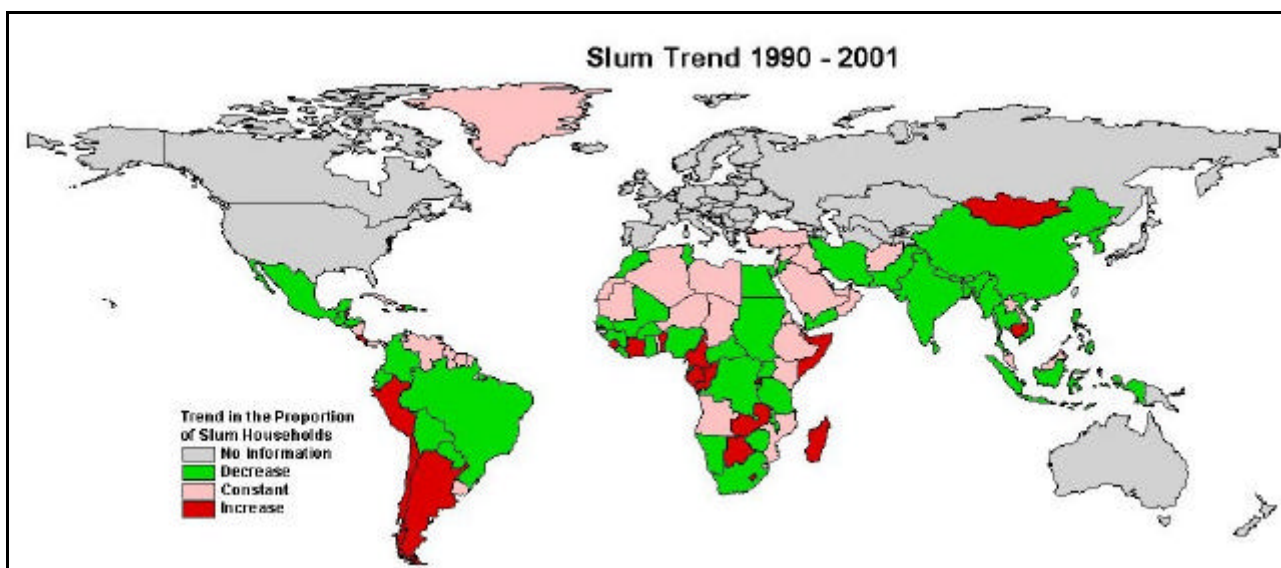 Slum Trend 1990 - 2001
Trend in the Proportion
of Slum Households
No Information
Decrease
Constant
Increase